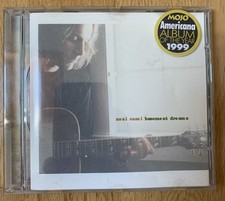 MOJO
Americana
ALBUM
OF THE YEAR
1999
neal casal basement dreams